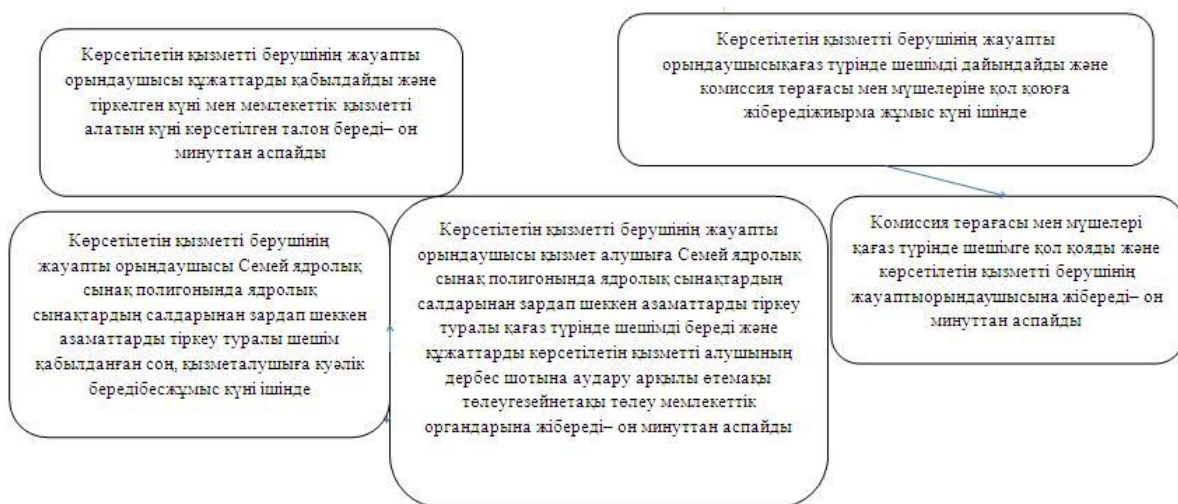 Көрсетілетін қызметті берушінің жауапты
орындаушысы құжаттарды қабылдайды және
тіркелген күні мен мемлекеттік қызметті
алатын күні көрсетілген талон береді– он
минуттан аспайды
Көрсетілетін қызметті берушінің жауапты
орындаушысықағаз түрінде шешімді дайындайды және
комиссия төрағасы мен мүшелеріне қол қоюға
жібередіжиырма жұмыс күні ішінде
Көрсетілетін қызметті берушінің
жауапты орындаушысы Семей ядролық
сынақ полигонында ядролық
сынақтардың салдарынан зардап шеккен
азаматтарды тіркеу туралы шешім
қабылданған соң, қызметалушыға куәлік
бередібесжұмыс күні ішінде
Көрсетілетін қызметті берушінің жауапты
орындаушысы қызмет алушыға Семей ядролық
сынақ полигонында ядролық сынақтардың
салдарынан зардап шеккен азаматтарды тіркеу
туралы қағаз түрінде шешімді береді және
құжаттарды көрсетілетін қызметті алушының
дербес шотына аудару арқылы өтемақы
төлеугезейнетақы төлеу мемлекеттік
органдарына жібереді– он минуттан аспайды
Комиссия төрағасы мен мүшелері
қағаз түрінде шешімге қол қояды және
көрсетілетін қызметті берушінің
жауаптыорындаушысына жібереді– он
минуттан аспайды